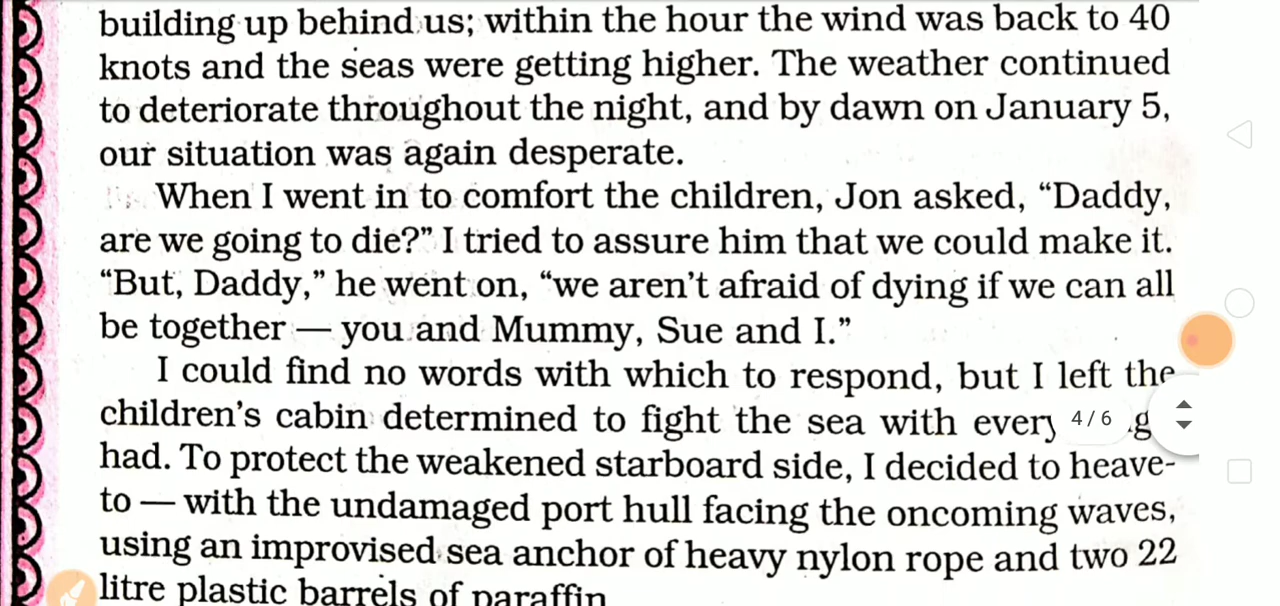 building up behind us; within the hour the wind was back to 40
knots and the seas were getting higher. The weather continued
to deteriorate throughout the night, and by dawn on January 5,
our situation was again desperate.
When I went in to comfort the children, Jon asked, “Daddy,
are we going to die?” I tried to assure him that we could make it.
“But, Daddy,” he went on, “we aren’t afraid of dying if we can all
be together — you and Mummy, Sue and I.”
I could find no words with which to respond, but I left the
children’s cabin determined to fight the sea with
4/6
had. To protect the weakened starboard side, I decided to heave-
to — with the undamaged port hull facing the oncoming waves,
using an improvised sea anchor of heavy nylon rope and two 22
litre plastic barrels of paraffin